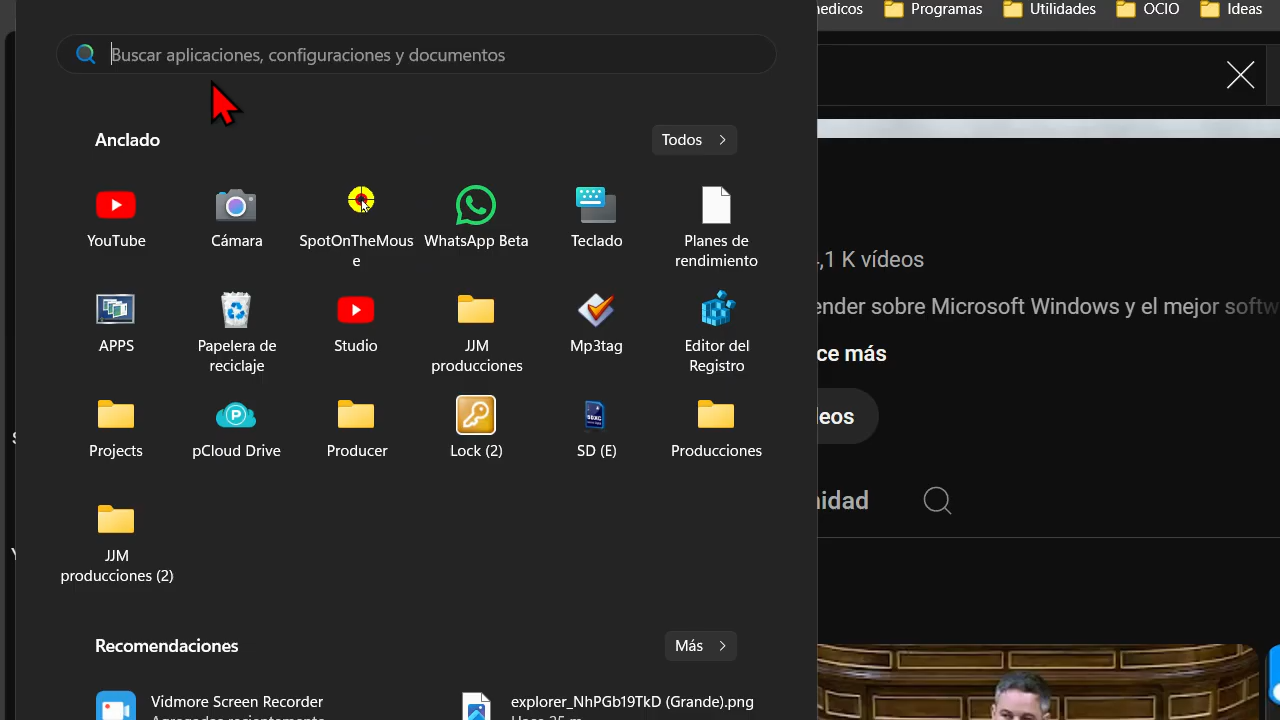 edicos
Programas
Utilidades
OCIO
Ideas
Buscar aplicaciones, configuraciones y documentos
Anclado
Todos
YouTube
Cámara
SpotOnTheMous
e
WhatsApp Beta
Teclado
Planes de
rendimiento
APPS
Papelera de
reciclaje
Studio
JJM
producciones
Mp3tag
Editor del
Registro
Projects
pCloud Drive
Producer
Lock (2)
SD (E)
Producciones
JJM
producciones (2)
Recomendaciones
Más
Vidmore Screen Recorder
explorer_NhPGb19TkD (Grande).png
,1 K vídeos
ender sobre Microsoft Windows y el mejor softw
ce más
eos
nidad